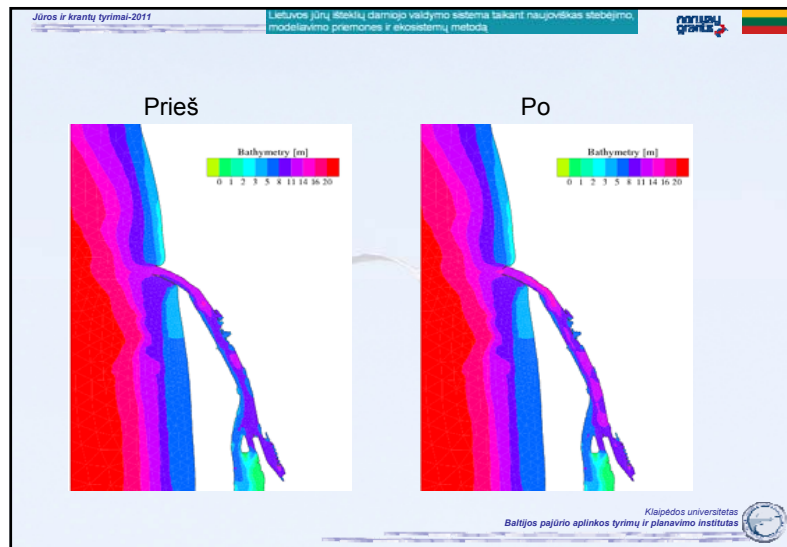 Jūros ir krantų tyrimai-2011
Lietuvos jūrų išteklių darniojo valdymo sistema taikant naujoviškas stebėjimo,
modeliavimo priemones ir ekosistemų metodą
norway
grants
Prieš
Po
Bathymetry [m]
0 1 2 3 5 8 11 14 16 20
Bathymetry [m]
0 1 2 3 5 8 11 14 16 20
Klaipėdos universitetas
Baltijos pajūrio aplinkos tyrimų ir planavimo institutas